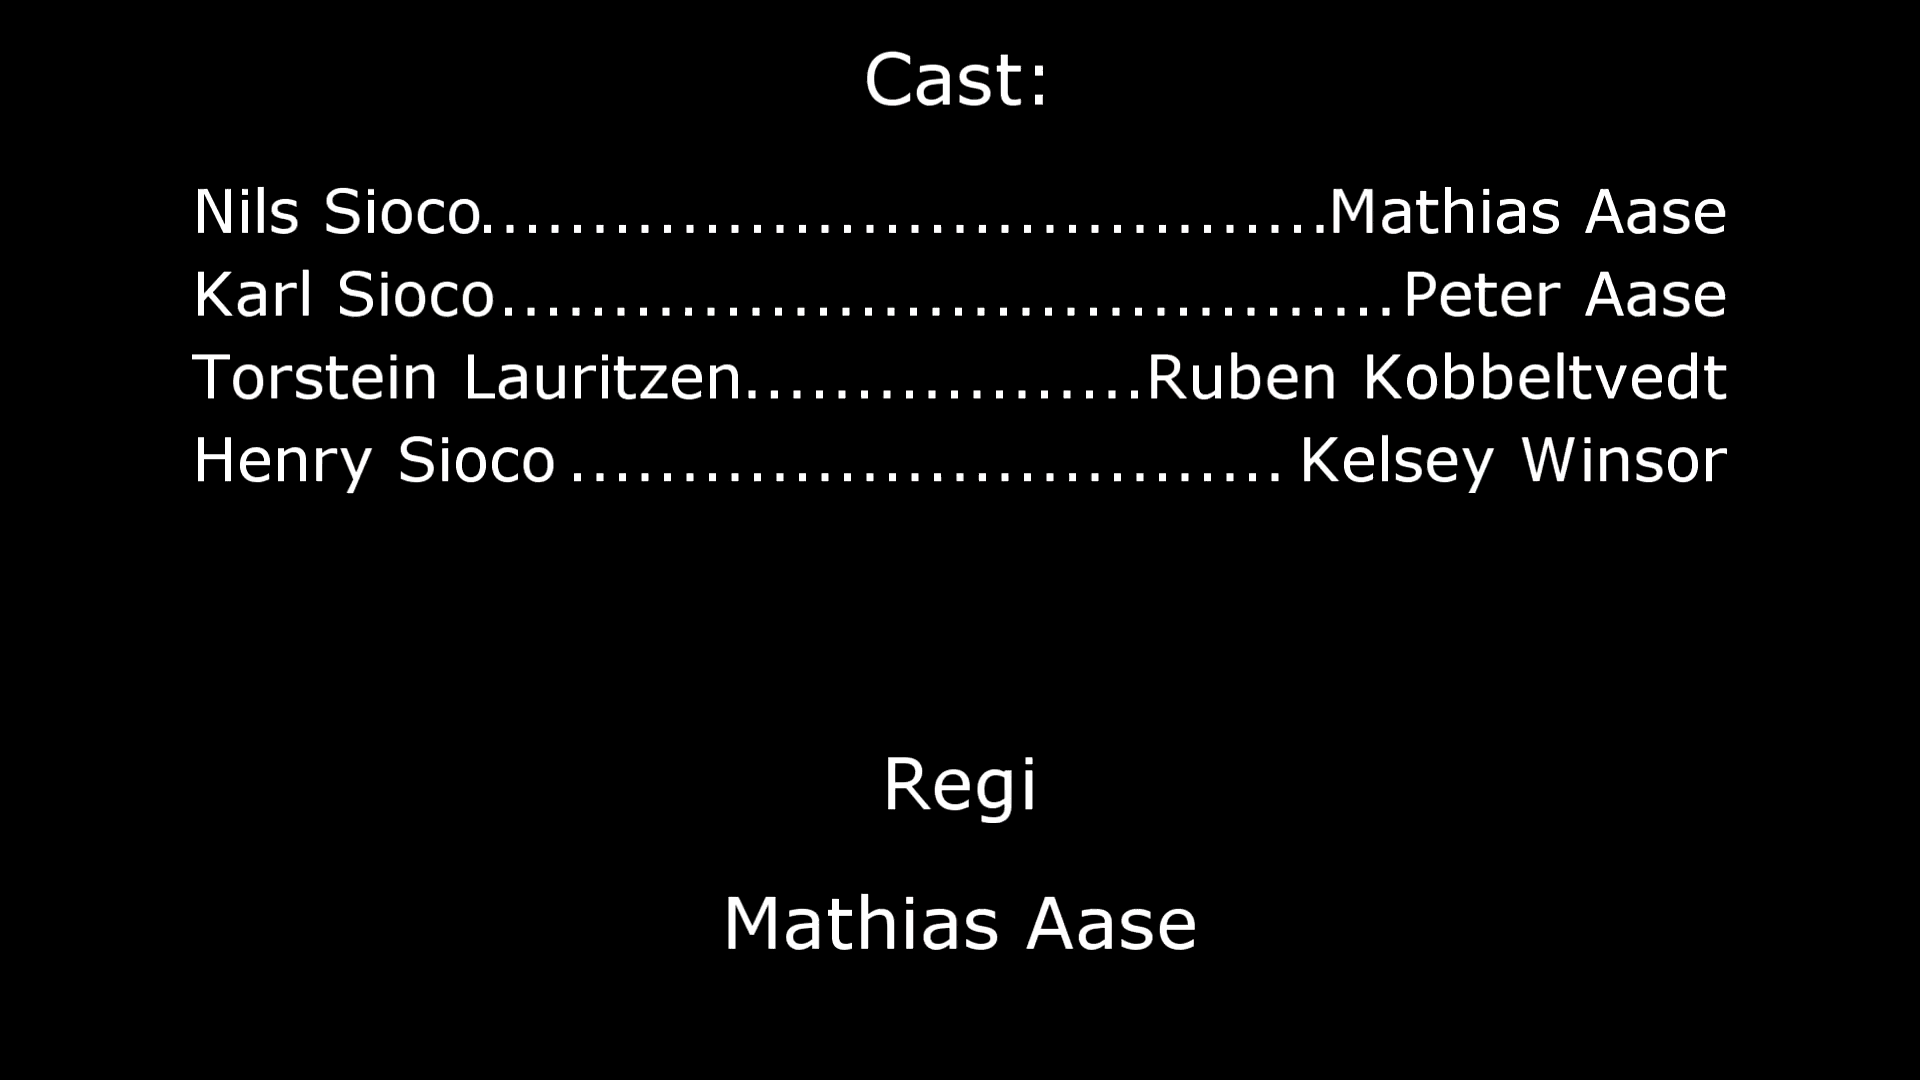 Cast:
Nils Sioco......................................Mathias Aase
Karl Sioco........................................Peter Aase
Torstein Lauritzen..................Ruben Kobbeltvedt
Henry Sioco ................................ Kelsey Winsor
Regi
Mathias Aase